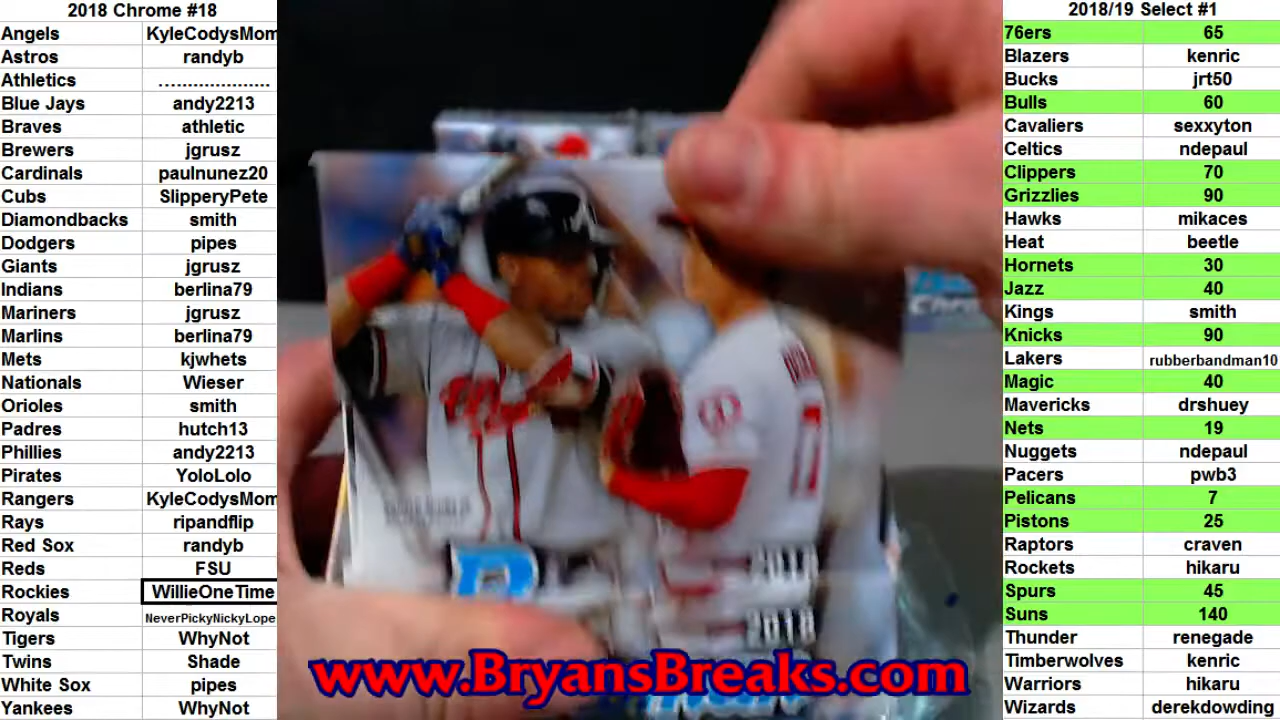 2018 Chrome #18
Angels KyleCodysMom
Astros randyb
Athletics ....................
Blue Jays andy2213
Braves athletic
Brewers jgrusz
Cardinals paulnunez20
Cubs SlipperyPete
Diamondbacks smith
Dodgers pipes
Giants jgrusz
Indians berlina79
Mariners jgrusz
Marlins berlina79
Mets kjwhets
Nationals Wieser
Orioles smith
Padres hutch13
Phillies andy2213
Pirates YoloLolo
Rangers KyleCodysMom
Rays ripandflip
Red Sox randyb
Reds FSU
Rockies WillieOneTime
Royals NeverPickyNickyLope
Tigers WhyNot
Twins Shade
White Sox pipes
Yankees WhyNot
17
2018
2018
www.BryansBreaks.com
2018/19 Select #1
76ers 65
Blazers kenric
Bucks jrt50
Bulls 60
Cavaliers sexxyton
Celtics ndepaul
Clippers 70
Grizzlies 90
Hawks mikaces
Heat beetle
Hornets 30
Jazz 40
Kings smith
Knicks 90
Lakers rubberbandman10
Magic 40
Mavericks drshuey
Nets 19
Nuggets ndepaul
Pacers pwb3
Pelicans 7
Pistons 25
Raptors craven
Rockets hikaru
Spurs 45
Suns 140
Thunder renegade
Timberwolves kenric
Warriors hikaru
Wizards derekdowding